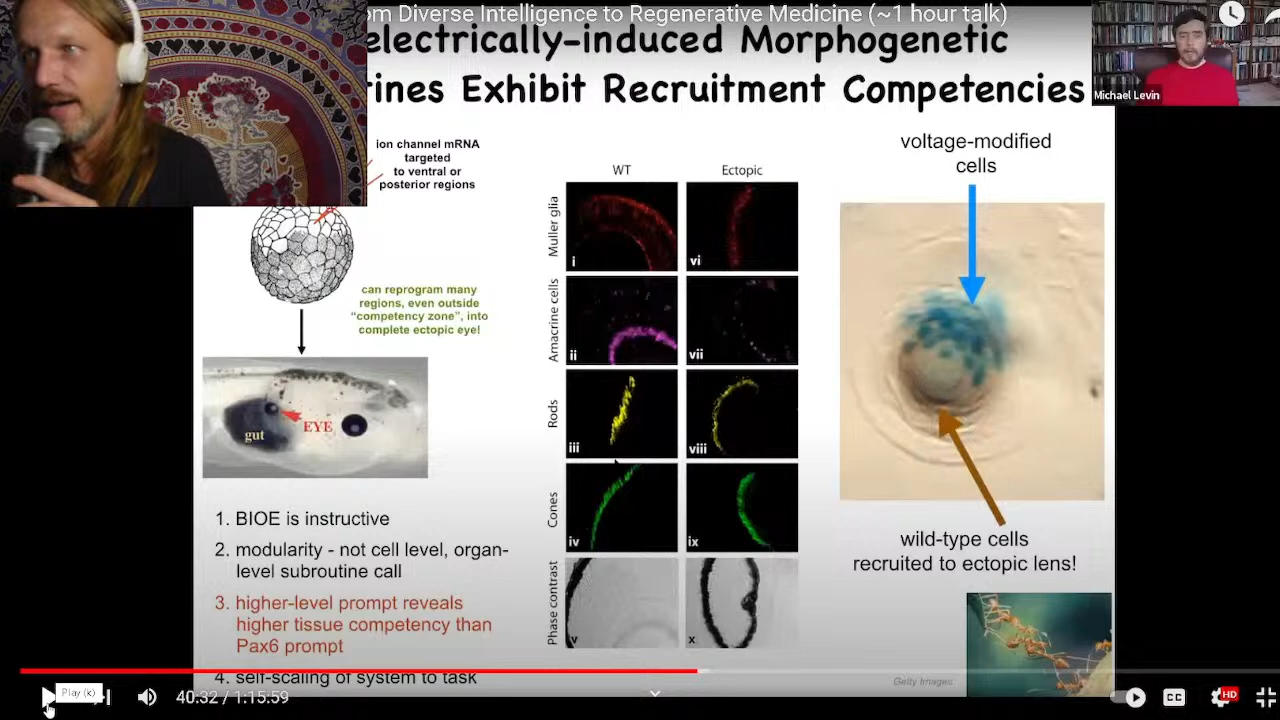 om Diverse Intelligence to Regenerative Medicine (~1 hour talk)
electrically-induced Morphogenetic
tines Exhibit Recruitment Competencies
Michael Levin
ion channel mRNA
targeted
to ventral or
posterior regions
can reprogram many
regions, even outside
“competency zone”, into
complete ectopic eye!
gut
EYE
1. BIOE is instructive
2. modularity - not cell level, organ-
level subroutine call
3. higher-level prompt reveals
higher tissue competency than
Pax6 prompt
4. self-scaling of system to task
WT
Ectopic
Muller glia
i
vi
Amacrine cells
ii
vii
Rods
iii
viii
Cones
iv
ix
Phase contrast
v
x
voltage-modified
cells
wild-type cells
recruited to ectopic lens!
Getty Images
Play (k)
40:32 / 1:15:59
CC
HD